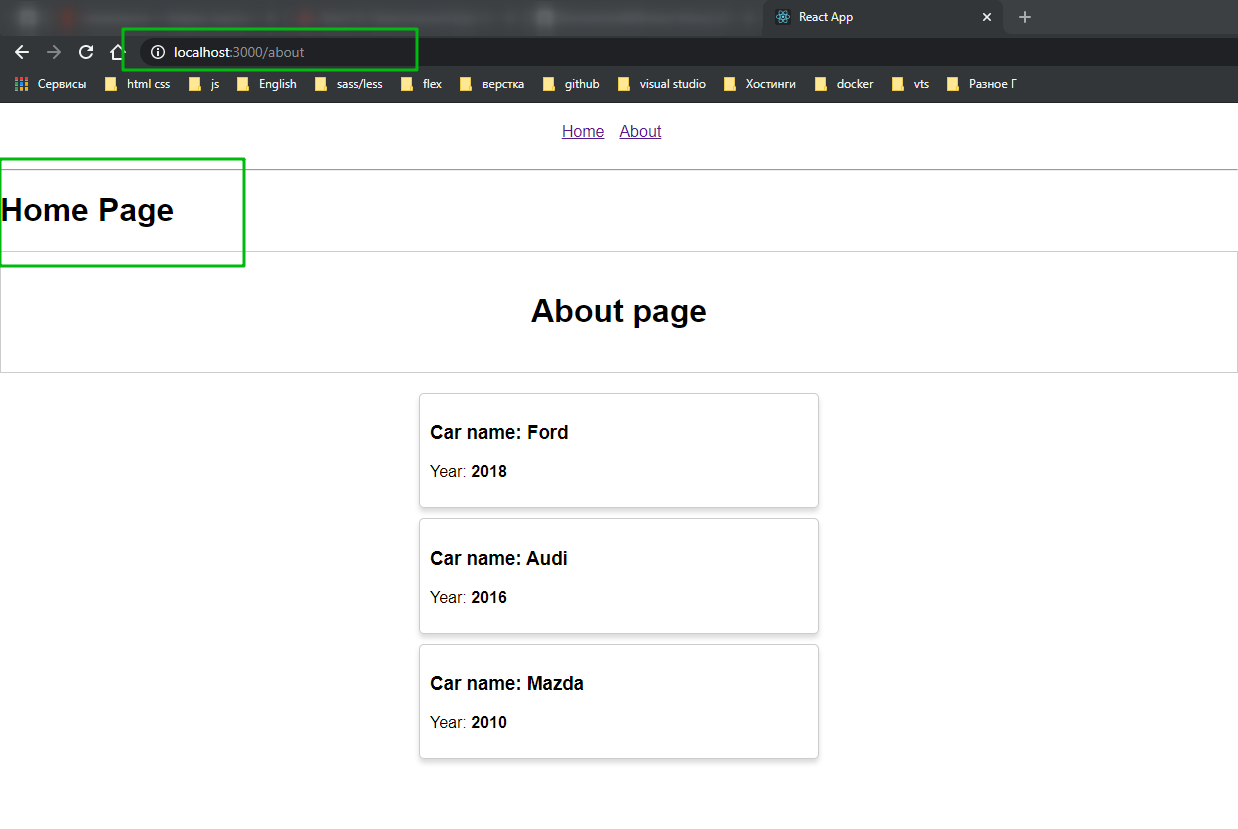 React App
localhost:3000/about
Сервисы html css js English sass/less flex верстка github visual studio Хостинги docker vts Разное Г
Home About
Home Page
About page
Car name: Ford
Year: 2018
Car name: Audi
Year: 2016
Car name: Mazda
Year: 2010